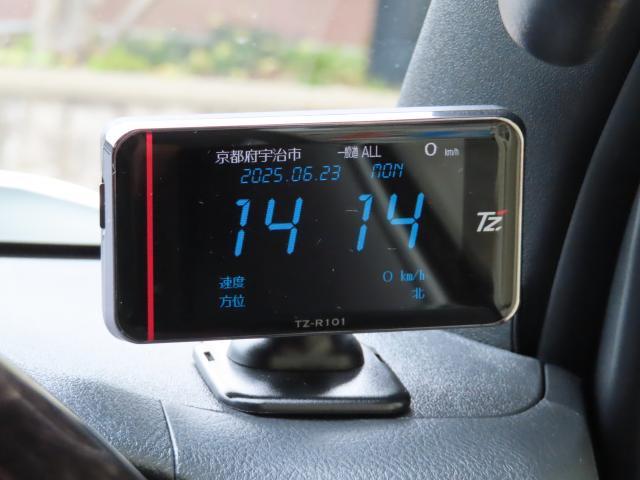 京都府宇治市 一般道 ALL 0 km/h
2025.06.23 MON
14 14
TZ
速度 0 km/h
方位 北
TZ-R101